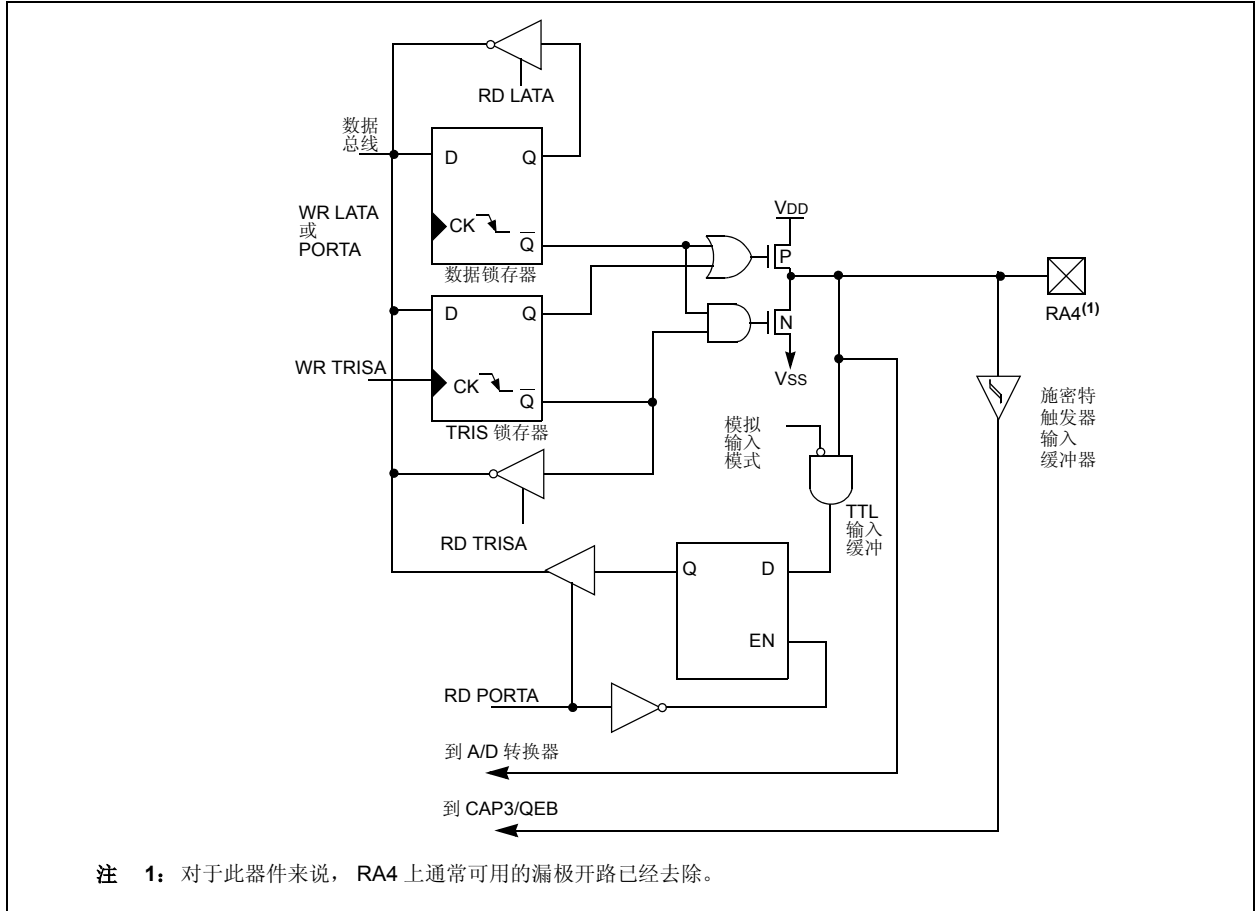 RD LATA
数据
总线
D
Q
WR LATA
或
PORTA
CK
Q
数据锁存器
VDD
P
D
Q
N
RA4(1)
WR TRISA
CK
Q
VSS
TRIS 锁存器
模拟
输入
模式
施密特
触发器
输入
缓冲器
RD TRISA
TTL
输入
缓冲
Q
D
EN
RD PORTA
到 A/D 转换器
到 CAP3/QEB
注 1： 对于此器件来说， RA4 上通常可用的漏极开路已经去除。